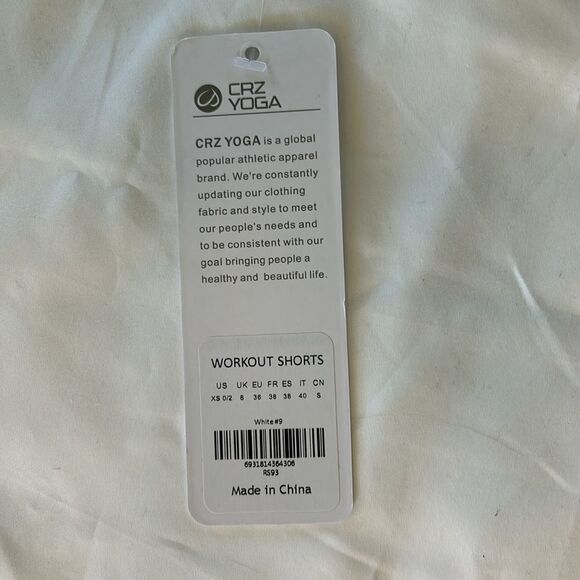 CRZ
YOGA
CRZ YOGA is a global
popular athletic apparel
brand. We're constantly
updating our clothing
fabric and style to meet
our people's needs and
to be consistent with our
goal bringing people a
healthy and beautiful life.
WORKOUT SHORTS
US UK EU FR ES IT CN
XS 0/2 6 36 38 36 40 S
White#9
6931814364306
RS93
Made in China